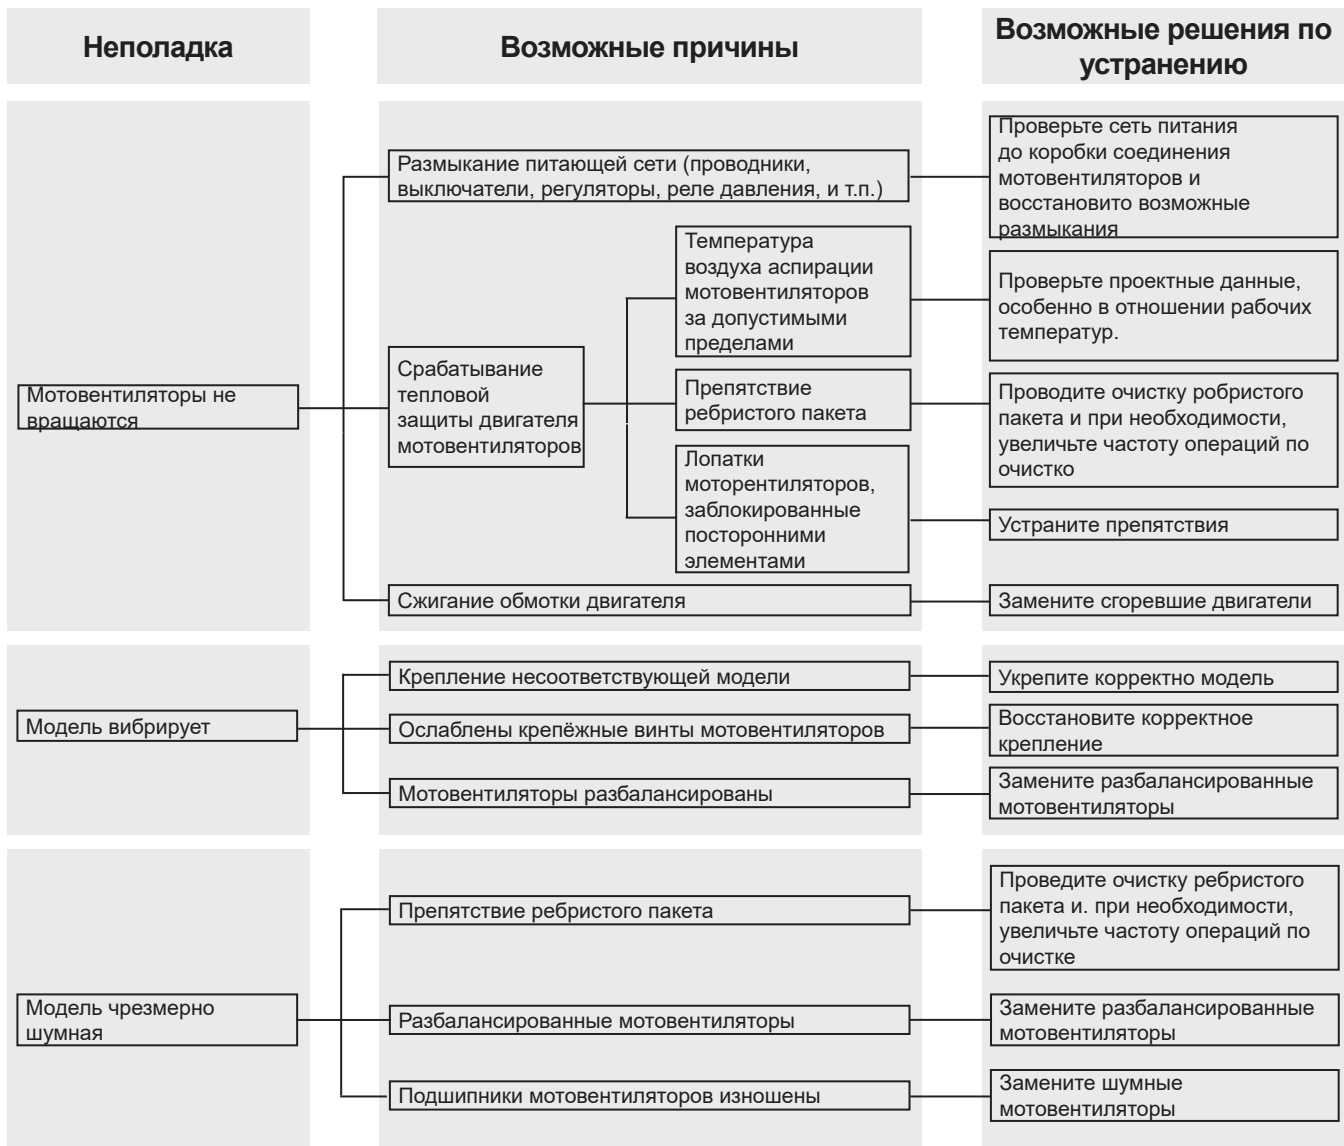 Неполадка
Возможные причины
Возможные решения по
устранению
Мотовентиляторы не
вращаются
Размыкание питающей сети (проводники,
выключатели, регуляторы, реле давления, и т.п.)
Проверьте сеть питания
до коробки соединения
мотовентиляторов и
восстановито возможные
размыкания
Срабатывание
тепловой
защиты двигателя
мотовентиляторов
Температура
воздуха аспирации
мотовентиляторов
за допустимыми
пределами
Проверьте проектные данные,
особенно в отношении рабочих
температур.
Препятствие
ребристого пакета
Проводите очистку робристого
пакета и при необходимости,
увеличьте частоту операций по
очистко
Лопатки
моторентиляторов,
заблокированные
посторонними
элементами
Устраните препятствия
Сжигание обмотки двигателя
Замените сгоревшие двигатели
Модель вибрирует
Крепление несоответствующей модели
Укрепите корректно модель
Ослаблены крепёжные винты мотовентиляторов
Восстановите корректное
крепление
Мотовентиляторы разбалансированы
Замените разбалансированные
мотовентиляторы
Модель чрезмерно
шумная
Препятствие ребристого пакета
Проведите очистку ребристого
пакета и. при необходимости,
увеличьте частоту операций по
очистке
Разбалансированные мотовентиляторы
Замените разбалансированные
мотовентиляторы
Подшипники мотовентиляторов изношены
Замените шумные
мотовентиляторы